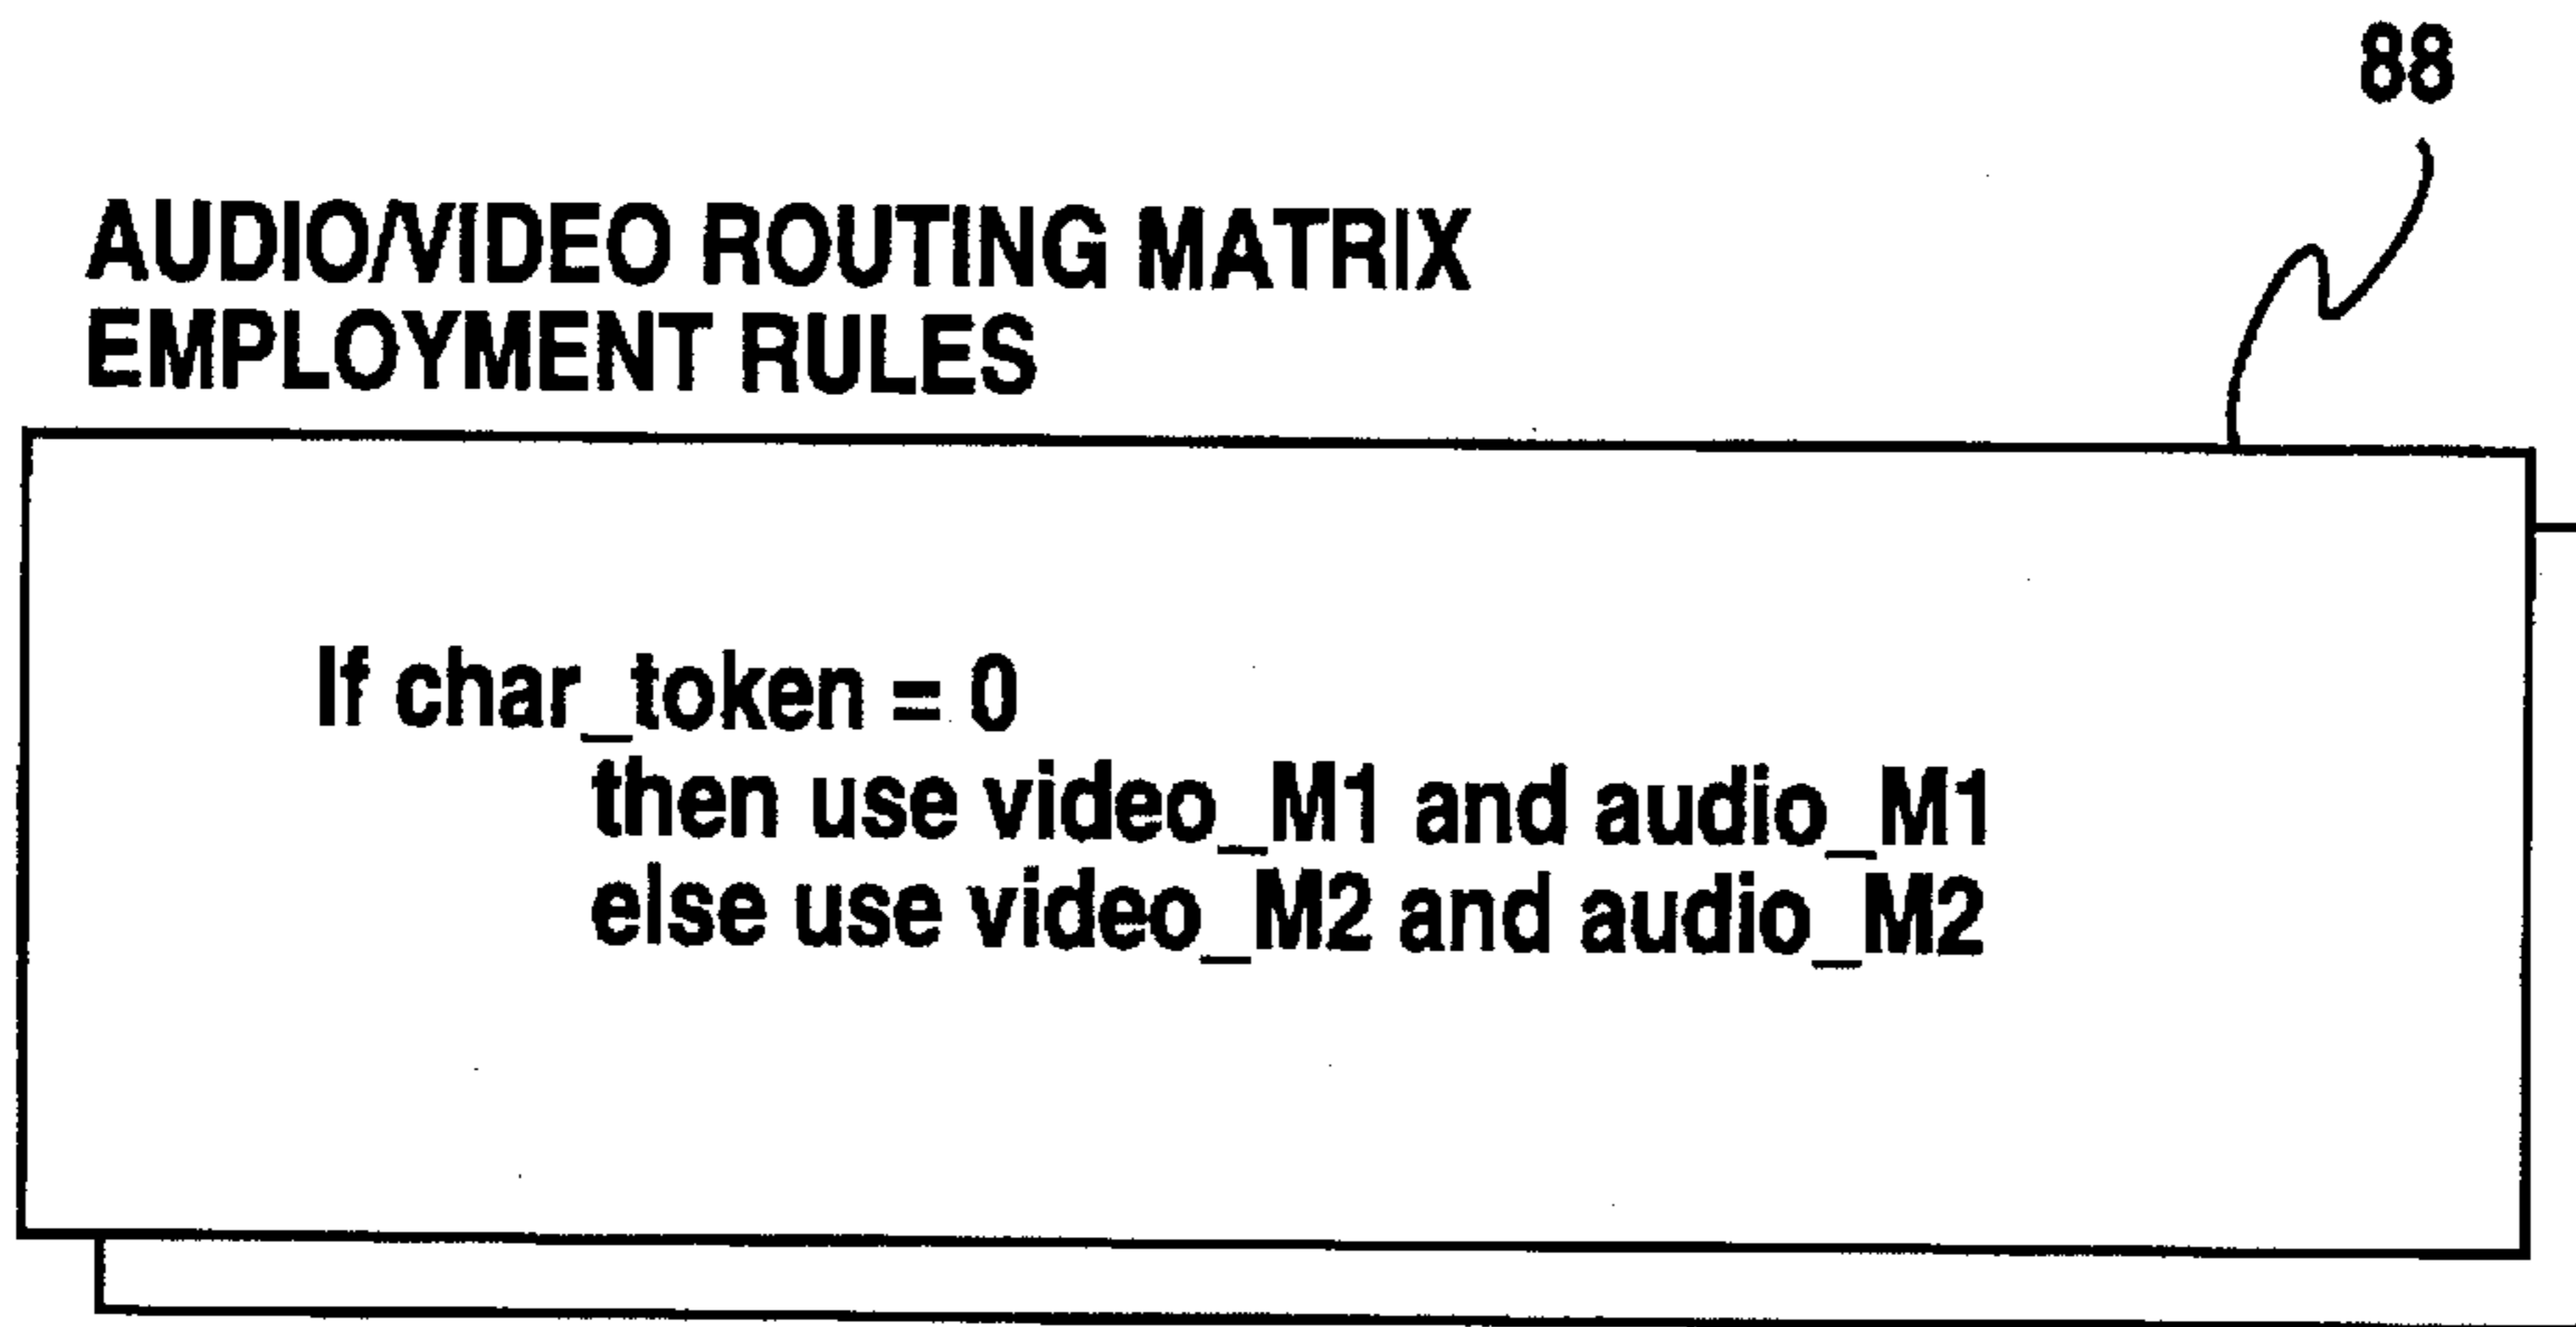 88
AUDIO/VIDEO ROUTING MATRIX
EMPLOYMENT RULES
If char_token = 0
then use video_M1 and audio_M1
else use video_M2 and audio_M2